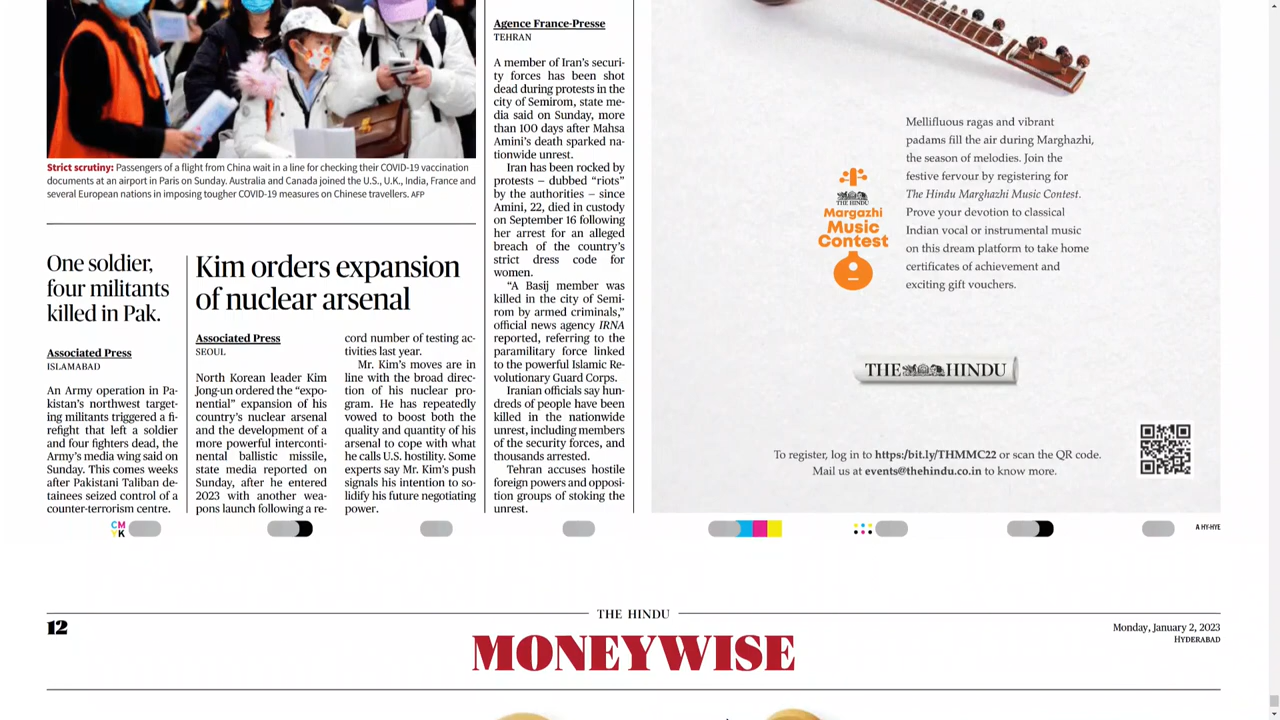 Strict scrutiny: Passengers of a flight from China wait in a line for checking their COVID-19 vaccination
documents at an airport in Paris on Sunday. Australia and Canada joined the U.S., U.K., India, France and
several European nations in imposing tougher COVID-19 measures on Chinese travellers. AFP
One soldier,
four militants
killed in Pak.
Associated Press
ISLAMABAD
An Army operation in Pa-
kistan's northwest target-
ing militants triggered a fi-
refight that left a soldier
and four fighters dead, the
Army's media wing said on
Sunday. This comes weeks
after Pakistani Taliban de-
tainees seized control of a
counter-terrorism centre.
Kim orders expansion
of nuclear arsenal
Associated Press
SEOUL
North Korean leader Kim
Jong-un ordered the “expo-
nential” expansion of his
country's nuclear arsenal
and the development of a
more powerful interconti-
nental ballistic missile,
state media reported on
Sunday, after he entered
2023 with another wea-
pons launch following a re-
cord number of testing ac-
tivities last year.
Mr. Kim's moves are in
line with the broad direc-
tion of his nuclear pro-
gram. He has repeatedly
vowed to boost both the
quality and quantity of his
arsenal to cope with what
he calls U.S. hostility. Some
experts say Mr. Kim's push
signals his intention to so-
lidify his future negotiating
power.
Agence France-Presse
TEHRAN
A member of Iran's securi-
ty forces has been shot
dead during protests in the
city of Semirom, state me-
dia said on Sunday, more
than 100 days after Mahsa
Amini's death sparked na-
tionwide unrest.
Iran has been rocked by
protests – dubbed “riots”
by the authorities – since
Amini, 22, died in custody
on September 16 following
her arrest for an alleged
breach of the country's
strict dress code for
women.
“A Basij member was
killed in the city of Semi-
rom by armed criminals,”
official news agency IRNA
reported, referring to the
paramilitary force linked
to the powerful Islamic Re-
volutionary Guard Corps.
Iranian officials say hun-
dreds of people have been
killed in the nationwide
unrest, including members
of the security forces, and
thousands arrested.
Tehran accuses hostile
foreign powers and opposi-
tion groups of stoking the
unrest.
THE HINDU
Margazhi
Music
Contest
Mellifluous ragas and vibrant
padams fill the air during Marghazhi,
the season of melodies. Join the
festive fervour by registering for
The Hindu Marghazhi Music Contest.
Prove your devotion to classical
Indian vocal or instrumental music
on this dream platform to take home
certificates of achievement and
exciting gift vouchers.
THE HINDU
To register, log in to https:/bit.ly/THMMC22 or scan the QR code.
Mail us at events@thehindu.co.in to know more.
CM
YK
A HY-HYE
THE HINDU
12
MONEYWISE
Monday, January 2, 2023
HYDERABAD